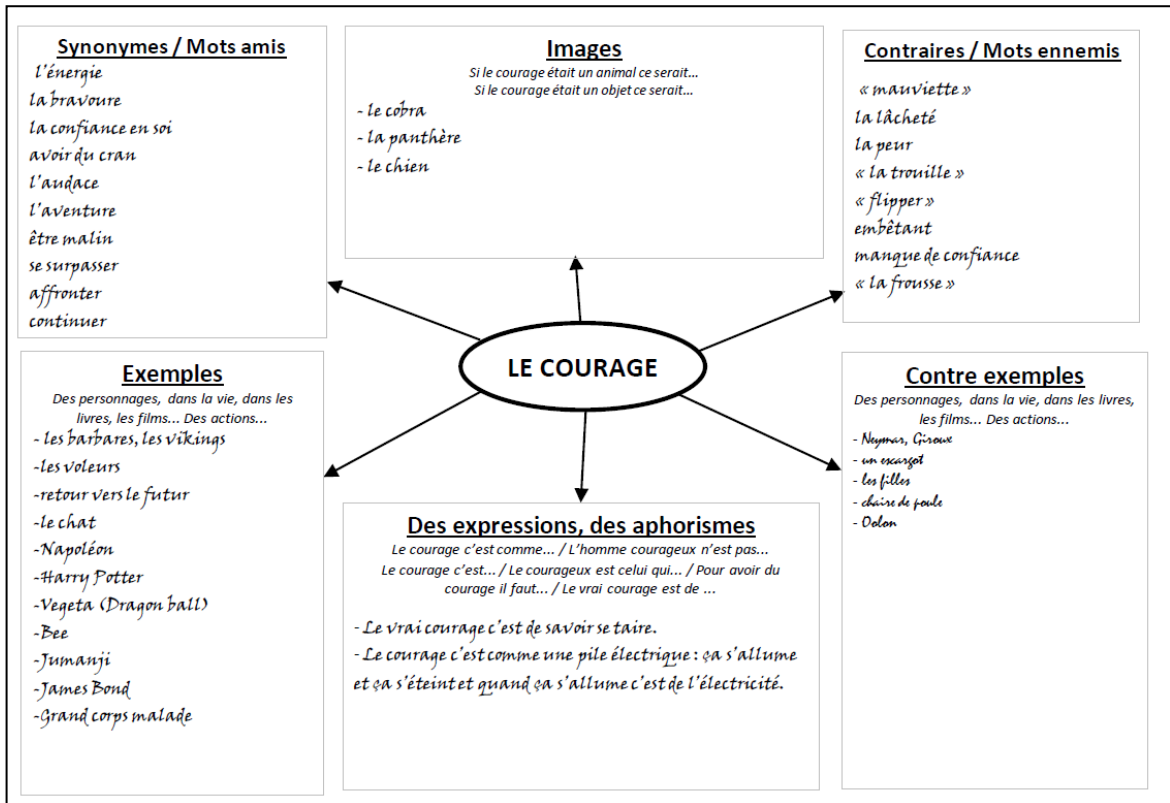 Synonymes / Mots amis
l'énergie
la bravoure
la confiance en soi
avoir du cran
l'audace
l'aventure
être malin
se surpasser
affronter
continuer
Images
Si le courage était un animal ce serait...
Si le courage était un objet ce serait...
- le cobra
- la panthère
- le chien
Contraires / Mots ennemis
« mauviette »
la lâcheté
la peur
« la trouille »
« flipper »
embêtant
manque de confiance
« la frousse »
LE COURAGE
Exemples
Des personnages, dans la vie, dans les
livres, les films... Des actions...
- les barbares, les vikings
-les voleurs
-retour vers le futur
-le chat
-Napoléon
-Harry Potter
-Vegeta (Dragon ball)
-Bee
-Jumanji
-James Bond
-Grand corps malade
Des expressions, des aphorismes
Le courage c'est comme... / L'homme courageux n'est pas...
Le courage c'est... / Le courageux est celui qui... / Pour avoir du
courage il faut... / Le vrai courage est de ...
- Le vrai courage c'est de savoir se taire.
- Le courage c'est comme une pile électrique : ça s'allume
et ça s'éteint et quand ça s'allume c'est de l'électricité.
Contre exemples
Des personnages, dans la vie, dans les livres,
les films... Des actions...
- Neymar, Giroux
- un escargot
- les filles
- chaire de poule
- Oolon